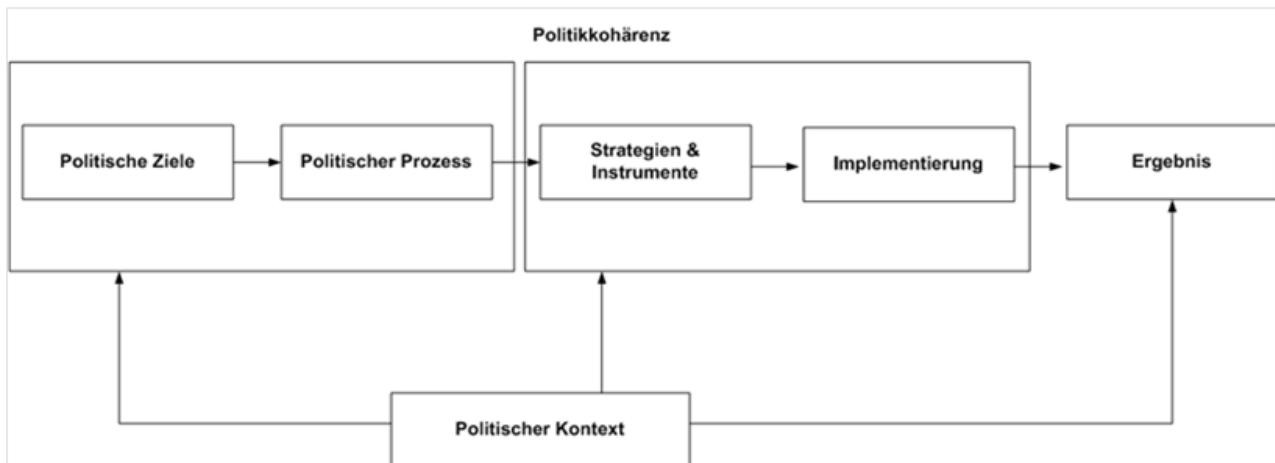 Politikkohärenz
Politische Ziele
Politischer Prozess
Strategien &
Instrumente
Implementierung
Ergebnis
Politischer Kontext